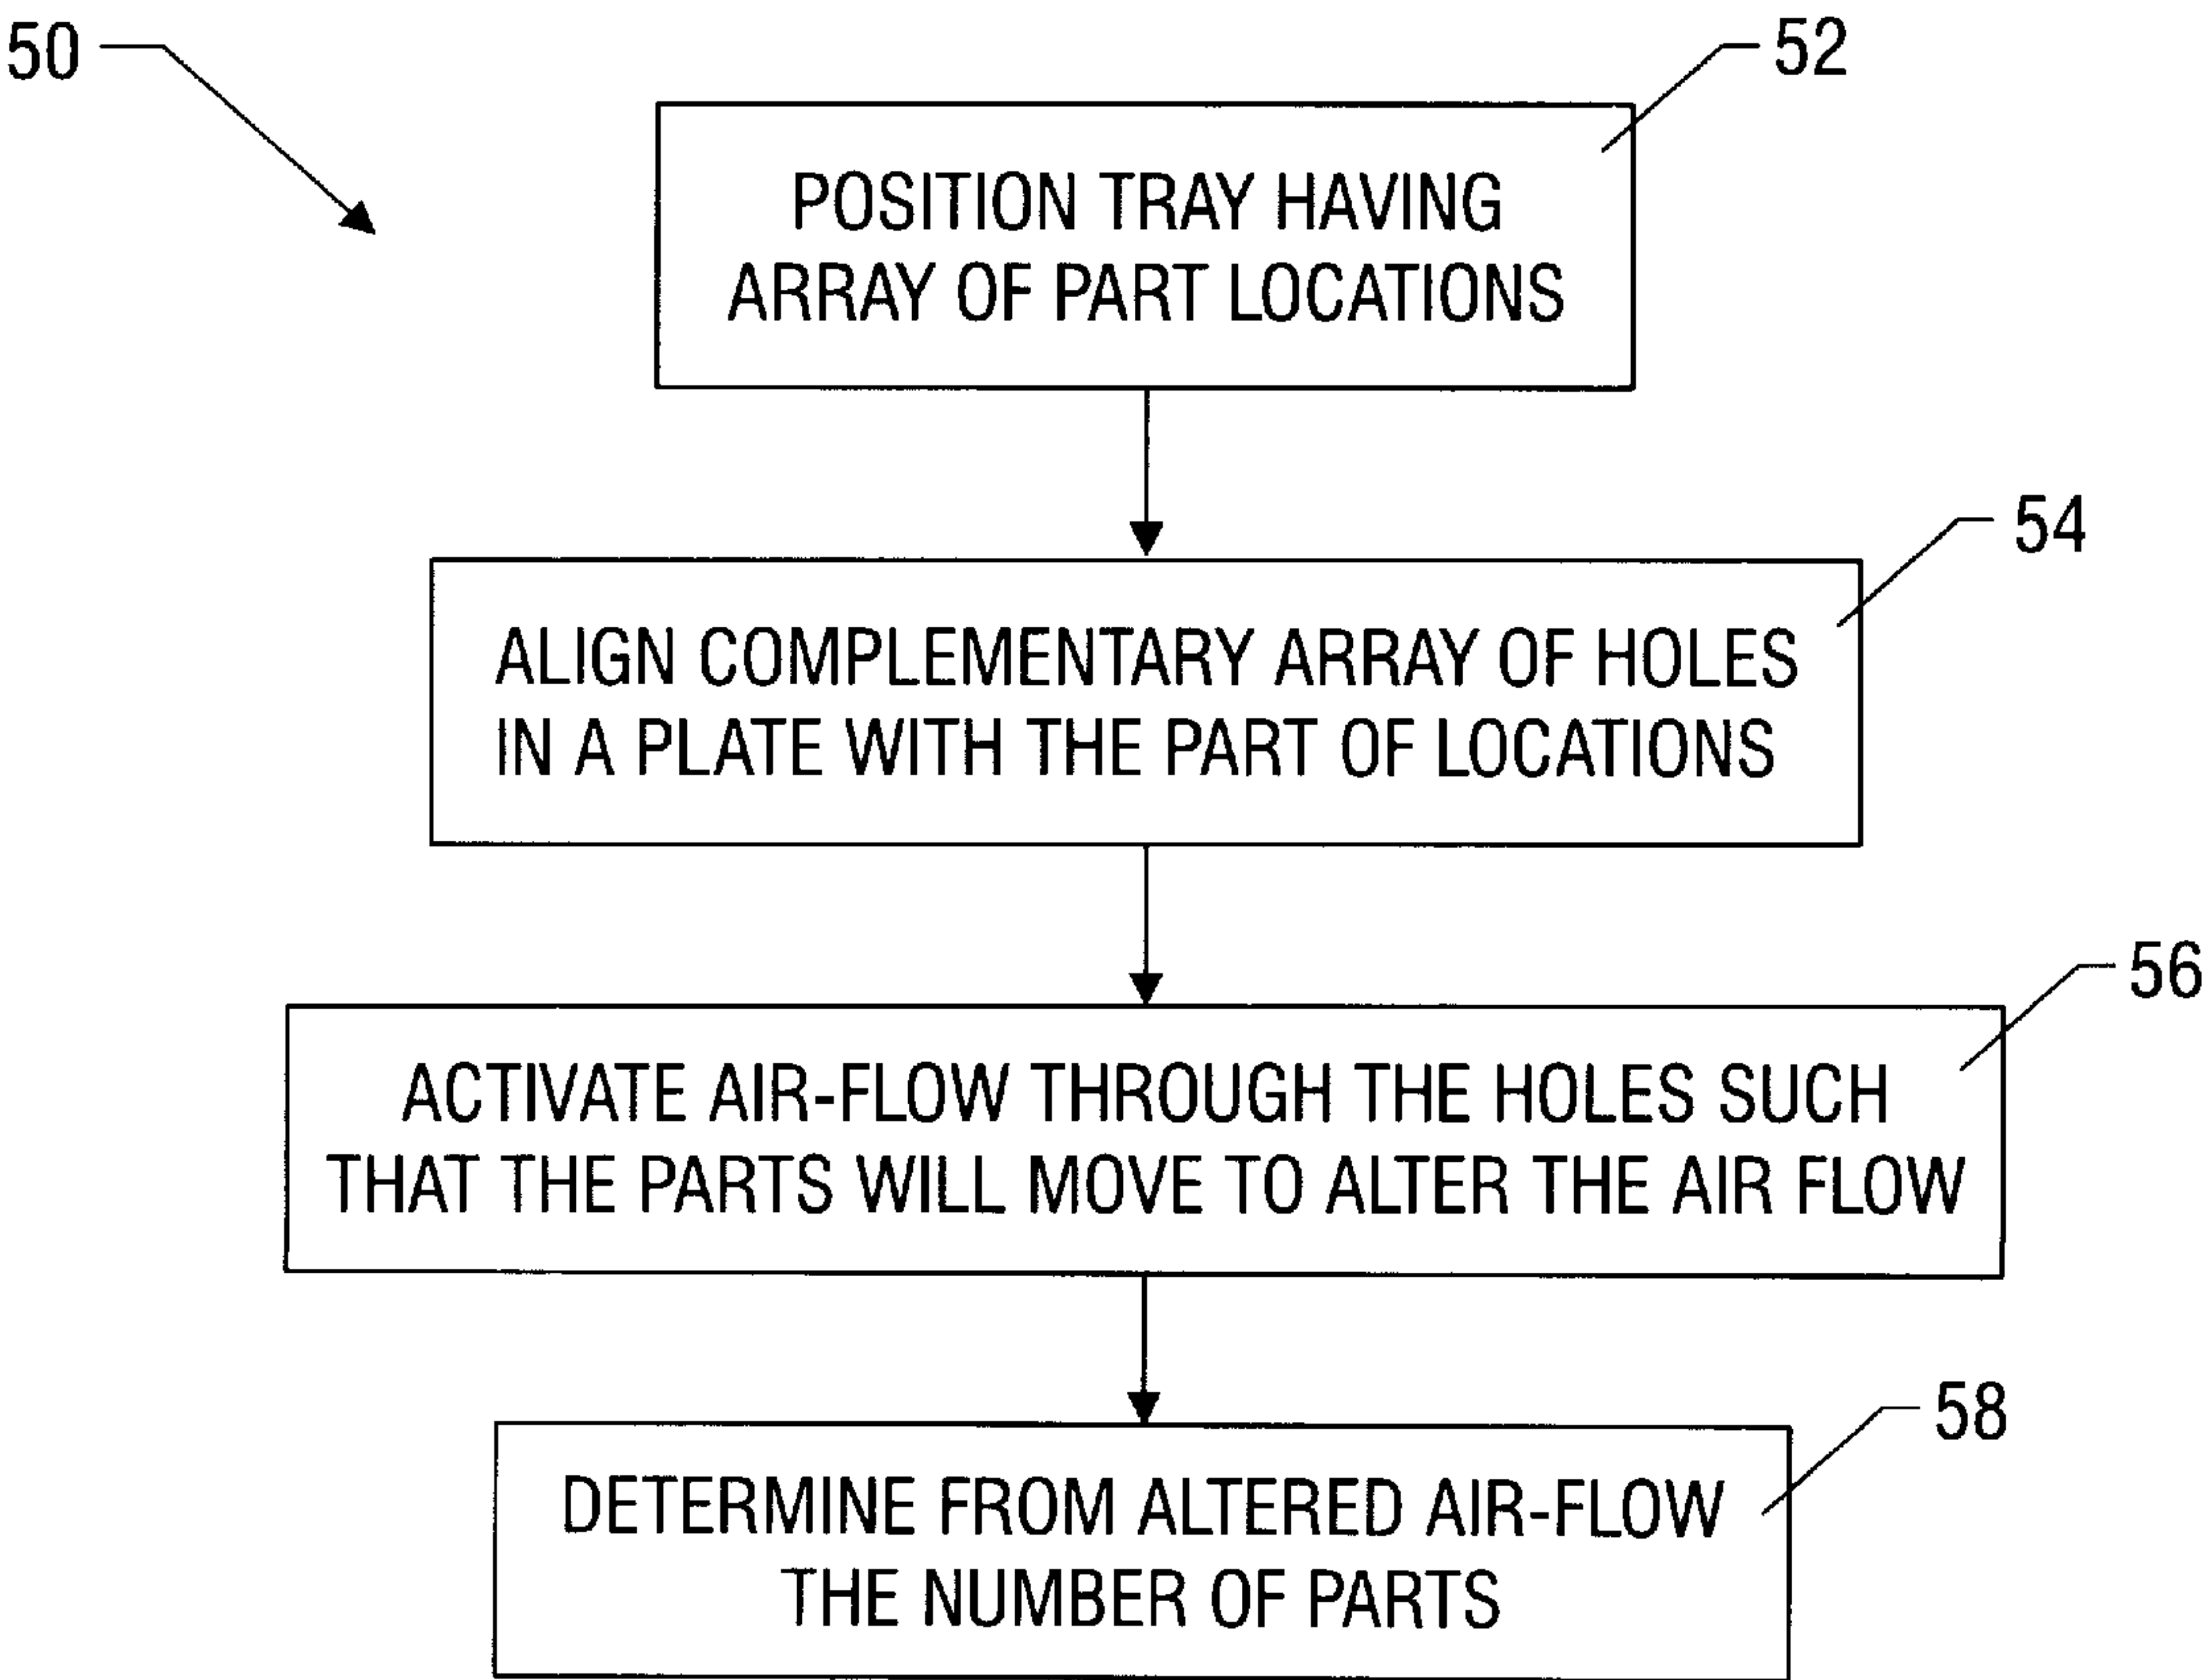 50
52
POSITION TRAY HAVING
ARRAY OF PART LOCATIONS
54
ALIGN COMPLEMENTARY ARRAY OF HOLES
IN A PLATE WITH THE PART OF LOCATIONS
56
ACTIVATE AIR-FLOW THROUGH THE HOLES SUCH
THAT THE PARTS WILL MOVE TO ALTER THE AIR FLOW
58
DETERMINE FROM ALTERED AIR-FLOW
THE NUMBER OF PARTS